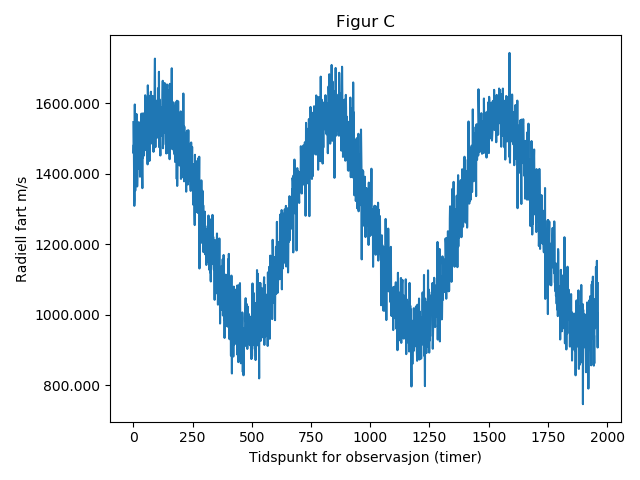 Figur C
Radiell fart m/s
1600.000
1400.000
1200.000
1000.000
800.000
0 250 500 750 1000 1250 1500 1750 2000
Tidspunkt for observasjon (timer)